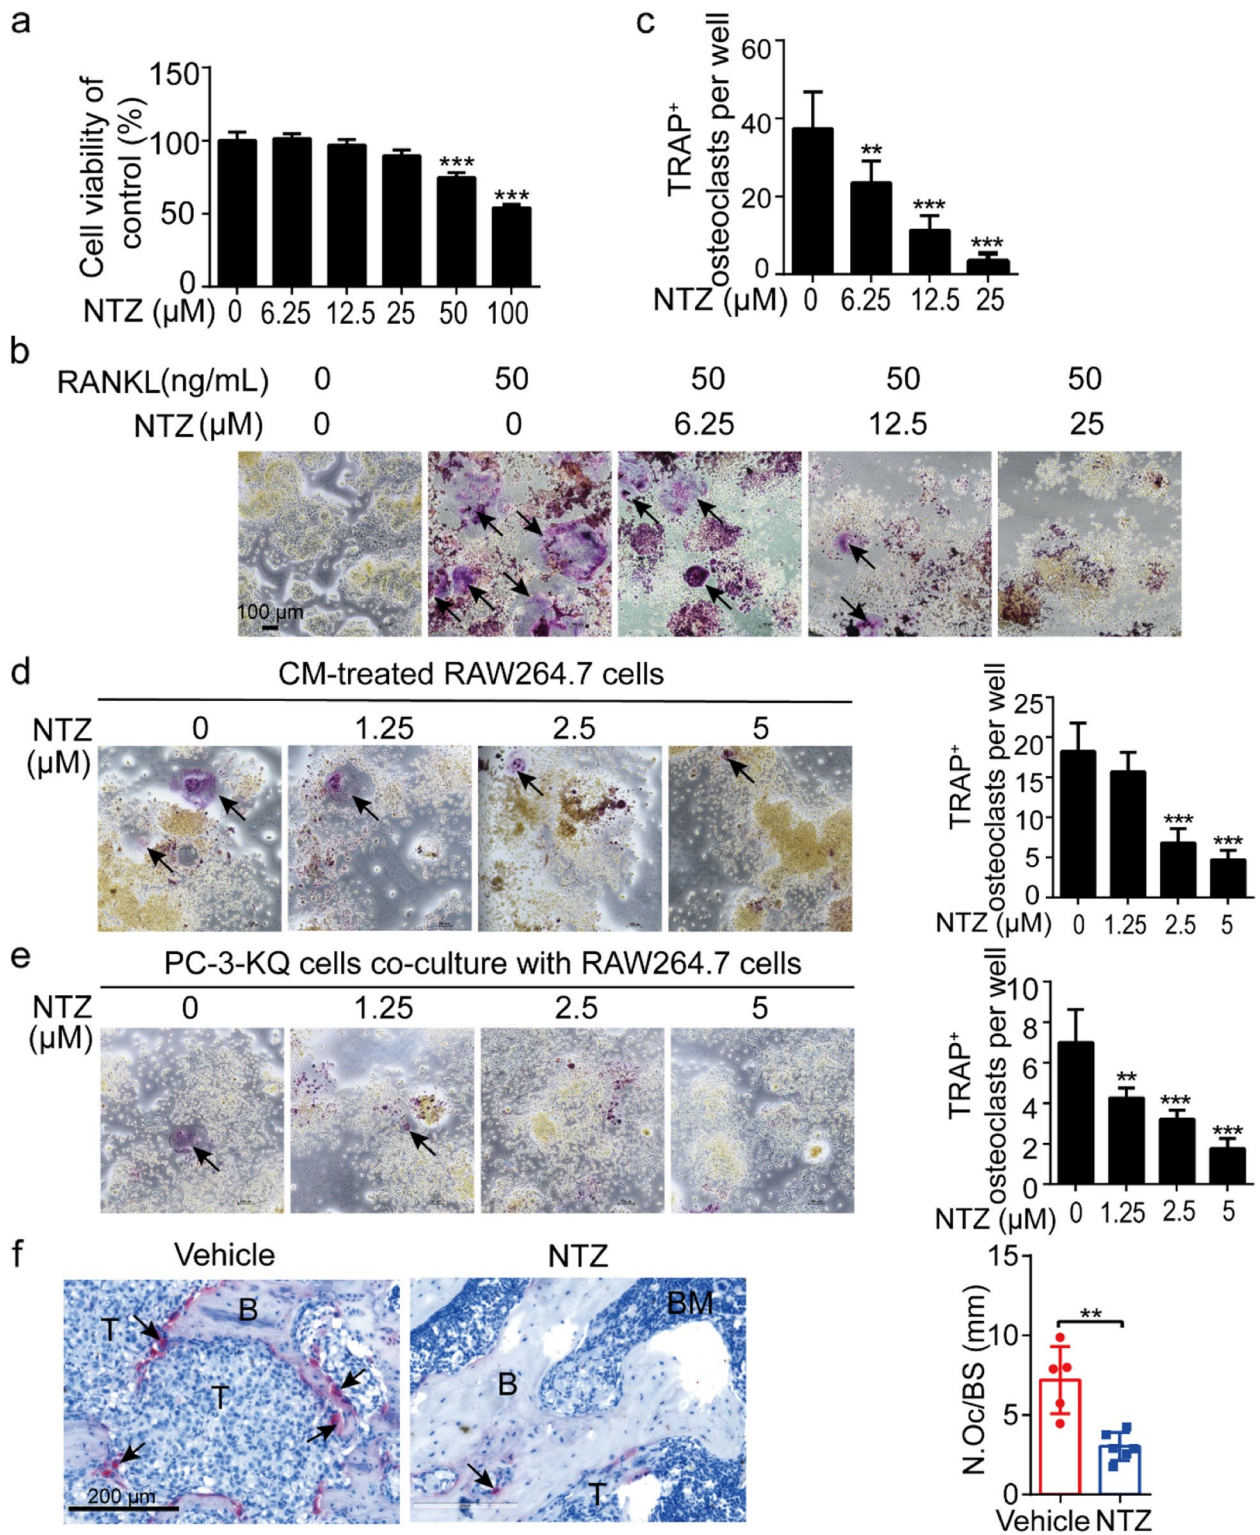 a
Cell viability of
control (%)
150
100
50
0
***
***
NTZ (μM) 0 6.25 12.5 25 50 100
c
TRAP+
osteoclasts per well
60
40
20
0
**
***
***
NTZ (μM) 0 6.25 12.5 25
b
RANKL(ng/mL) 0 50 50 50 50
NTZ (μM) 0 0 6.25 12.5 25
100 μm
d
CM-treated RAW264.7 cells
NTZ 0 1.25 2.5 5
(μM)
TRAP+
osteoclasts per well
25
20
15
10
5
0
***
***
NTZ (μM) 0 1.25 2.5 5
e
PC-3-KQ cells co-culture with RAW264.7 cells
NTZ 0 1.25 2.5 5
(μM)
TRAP+
osteoclasts per well
10
8
6
4
2
0
**
***
***
NTZ (μM) 0 1.25 2.5 5
f
Vehicle NTZ
T B T
200 μm
BM B T
N.Oc/BS (mm)
15
10
5
0
**
Vehicle NTZ